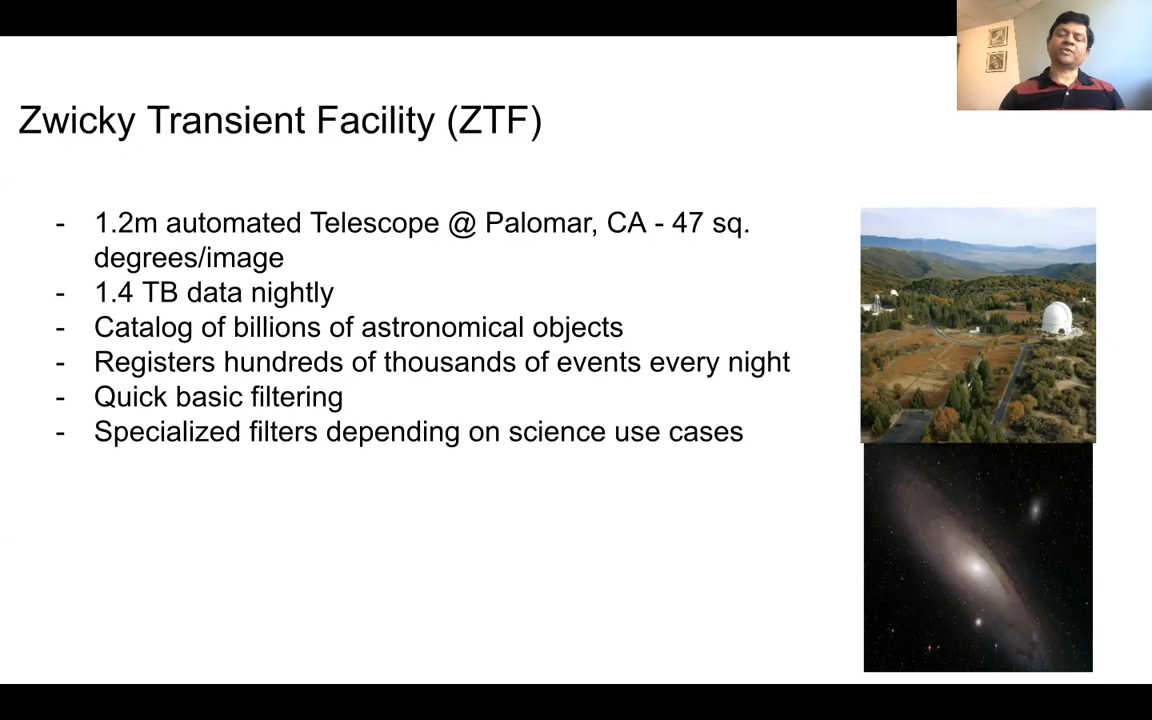 Zwicky Transient Facility (ZTF)
- 1.2m automated Telescope @ Palomar, CA - 47 sq.
degrees/image
- 1.4 TB data nightly
- Catalog of billions of astronomical objects
- Registers hundreds of thousands of events every night
- Quick basic filtering
- Specialized filters depending on science use cases